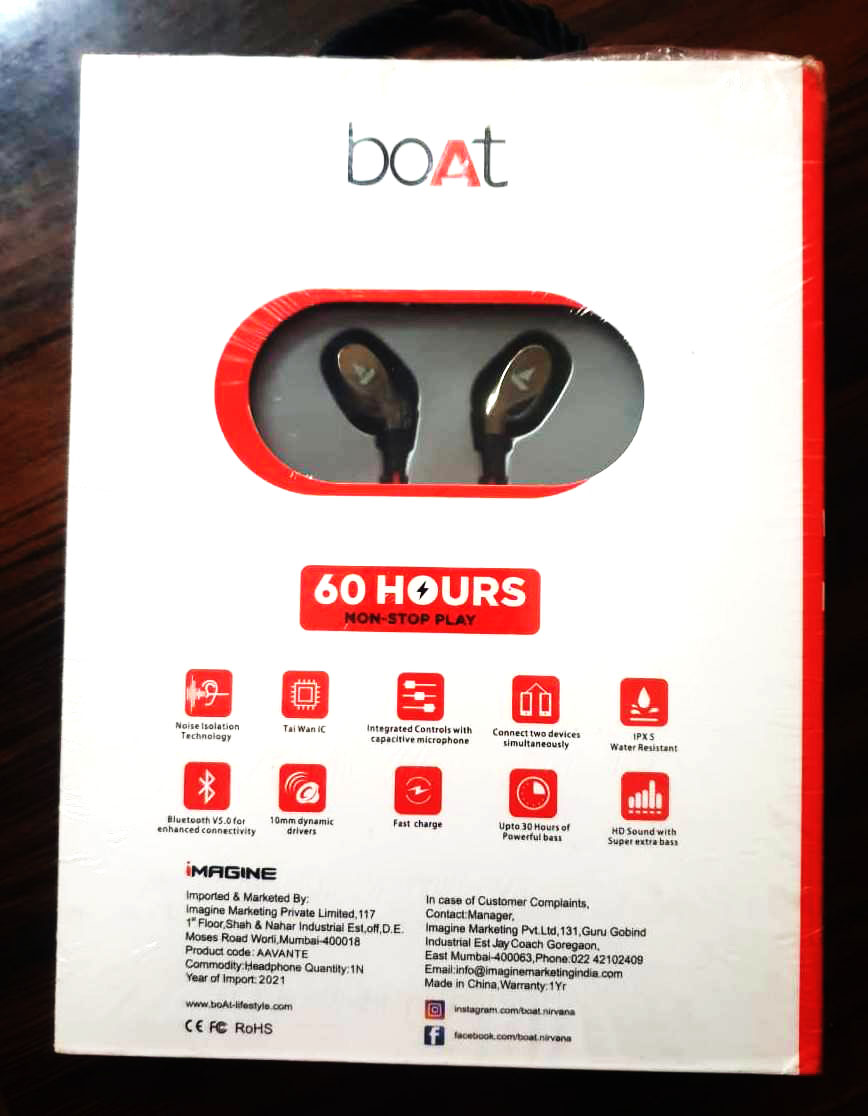 boAt
60 HOURS
NON-STOP PLAY
Noise Isolation
Technology
Tai Wan IC
Integrated Controls with
capacitive microphone
Connect two devices
simultaneously
IPX 5
Water Resistant
Bluetooth V5.0 for
enhanced connectivity
10mm dynamic
drivers
Fast charge
Upto 30 Hours of
Powerful bass
HD Sound with
Super extra bass
iMAGINE
Imported & Marketed By:
Imagine Marketing Private Limited,117
1st Floor,Shah & Nahar Industrial Est,off,D.E.
Moses Road Worli,Mumbai-400018
Product code: AAVANTE
Commodity:Headphone Quantity:1N
Year of Import: 2021
www.boAt-lifestyle.com
CE FC RoHS
In case of Customer Complaints,
Contact:Manager,
Imagine Marketing Pvt.Ltd,131,Guru Gobind
Industrial Est Jay Coach Goregaon,
East Mumbai-400063,Phone:022 42102409
Email:info@imaginemarketingindia.com
Made in China,Warranty:1Yr
instagram.com/boat.nirvana
facebook.com/boat.nirvana